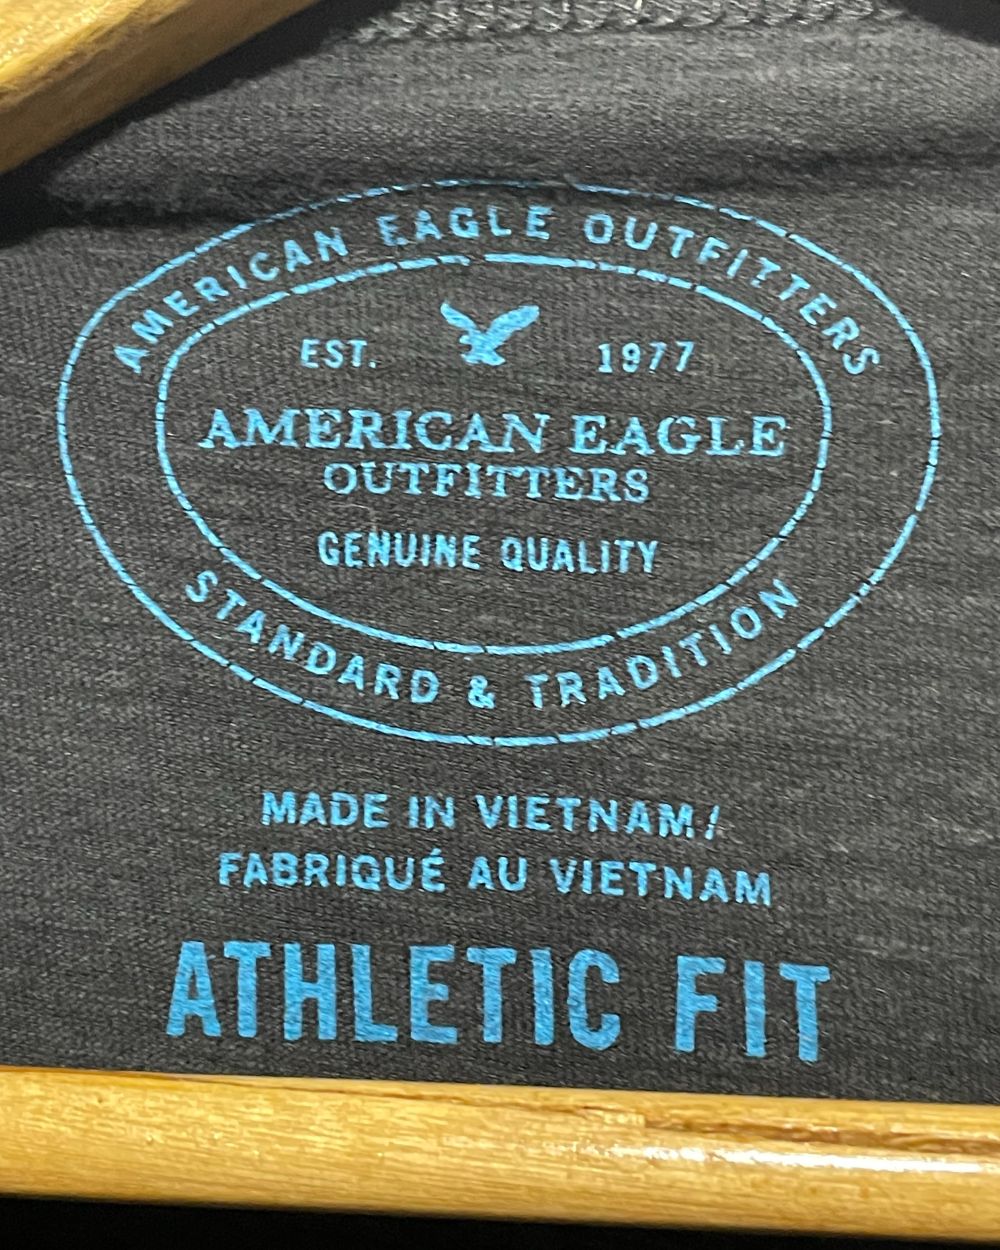 AMERICAN EAGLE OUTFITTERS
EST. 1977
AMERICAN EAGLE
OUTFITTERS
GENUINE QUALITY
STANDARD & TRADITION
MADE IN VIETNAM/
FABRIQUÉ AU VIETNAM
ATHLETIC FIT